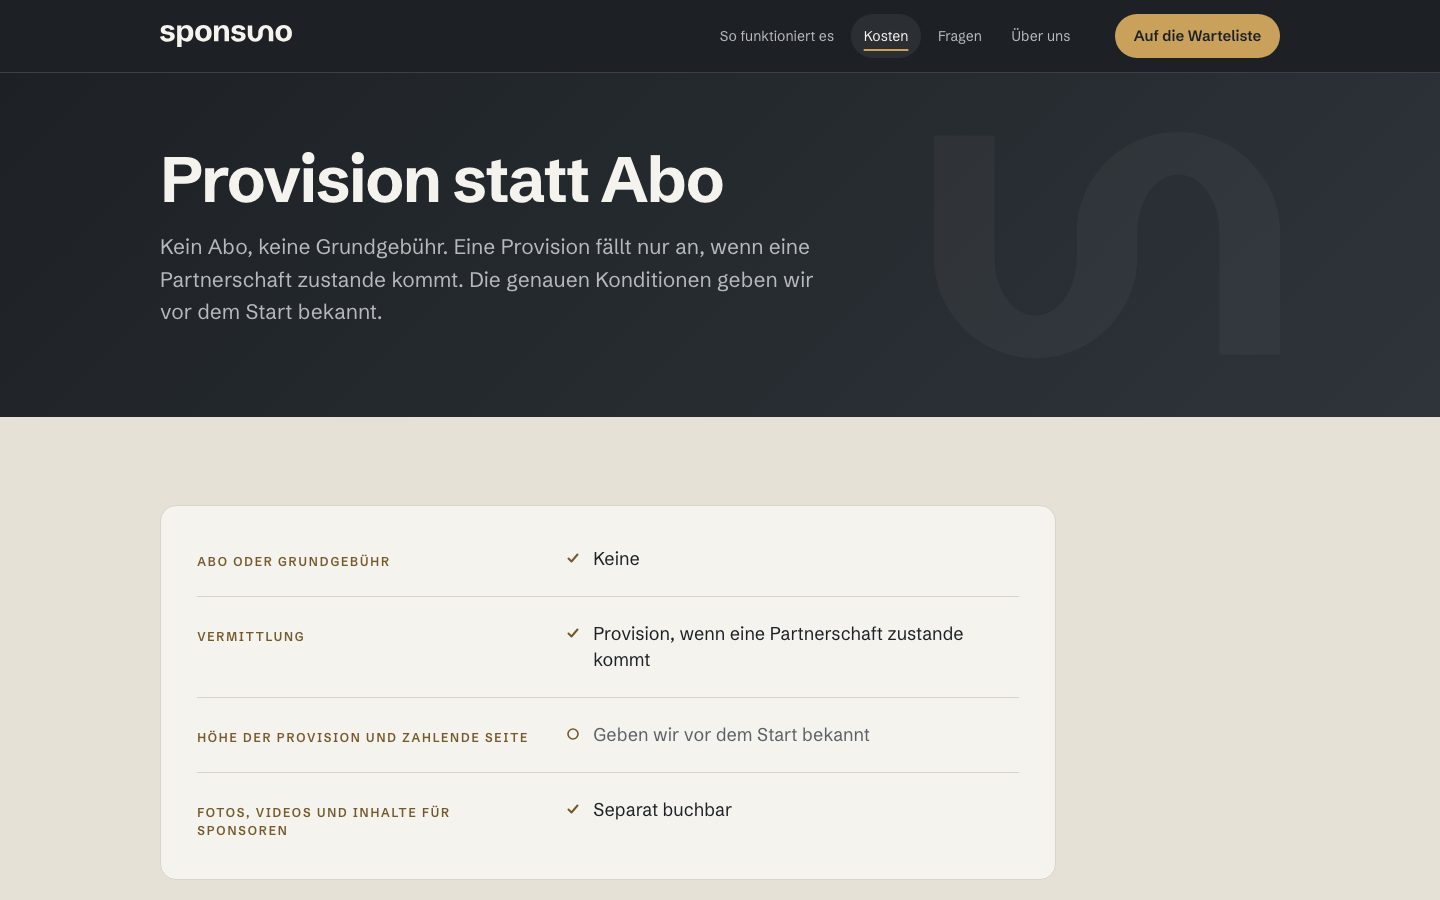 sponsuno
So funktioniert es
Kosten
Fragen
Über uns
Auf die Warteliste
Provision statt Abo
Kein Abo, keine Grundgebühr. Eine Provision fällt nur an, wenn eine
Partnerschaft zustande kommt. Die genauen Konditionen geben wir
vor dem Start bekannt.
ABO ODER GRUNDGEBÜHR
Keine
VERMITTLUNG
Provision, wenn eine Partnerschaft zustande
kommt
HÖHE DER PROVISION UND ZAHLENDE SEITE
Geben wir vor dem Start bekannt
FOTOS, VIDEOS UND INHALTE FÜR
SPONSOREN
Separat buchbar